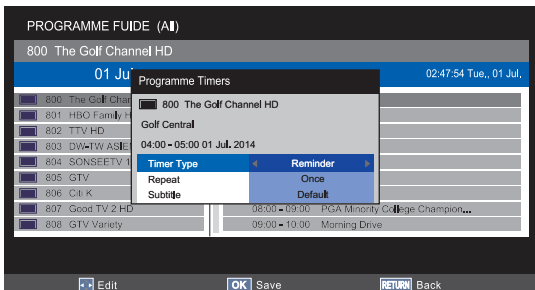 PROGRAMME FUIDE (All)
800 The Golf Channel HD
01 Jul
02:47:54 Tue,, 01 Jul,
Programme Timers
800 The Golf Channel HD
Golf Central
04:00 - 05:00 01 Jul. 2014
Timer Type Reminder
Repeat Once
Subtitle Default
800 The Golf Chan
801 HBO Family H
802 TTV HD
803 DW-TW ASIE
804 SONSEETV 1
805 GTV
806 Citi K
807 Good TV 2 HD
808 GTV Variety
08:00 - 09:00 PGA Minority College Champion...
09:00 - 10:00 Morning Drive
Edit OK Save RETURN Back